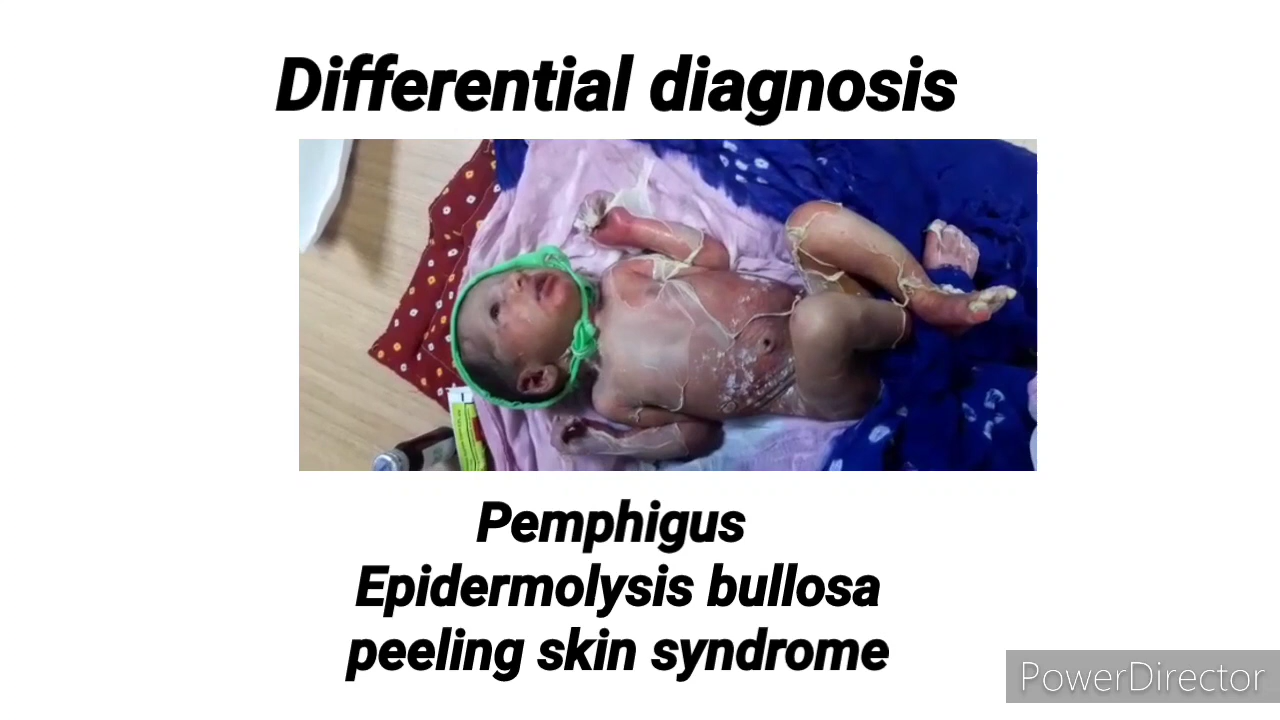 Differential diagnosis
Pemphigus
Epidermolysis bullosa
peeling skin syndrome
PowerDirector